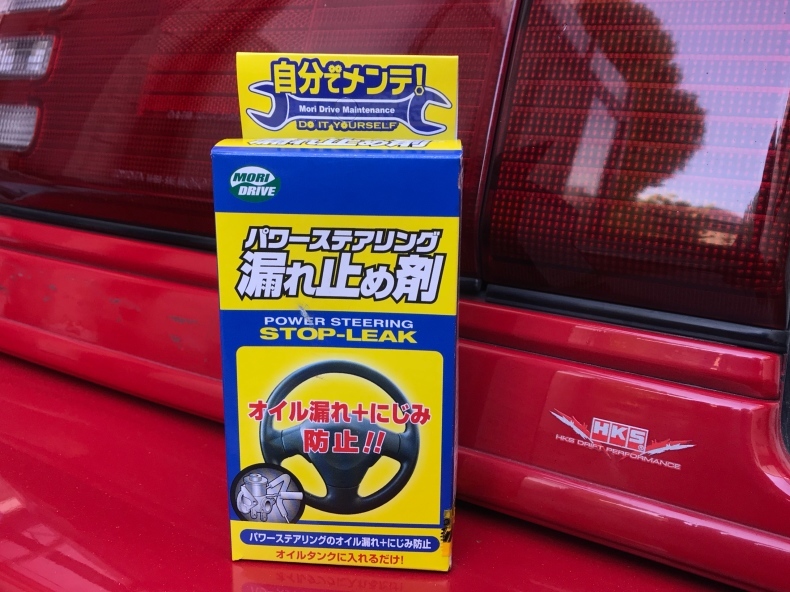 自分でメンテ!
Mori Drive Maintenance
DO IT YOURSELF
MORI
DRIVE
パワーステアリング
漏れ止め剤
POWER STEERING
STOP-LEAK
オイル漏れ+にじみ
防止!!
パワーステアリングのオイル漏れ+にじみ防止
オイルタンクに入れるだけ!
HKS
HKS DRIFT PERFORMANCE